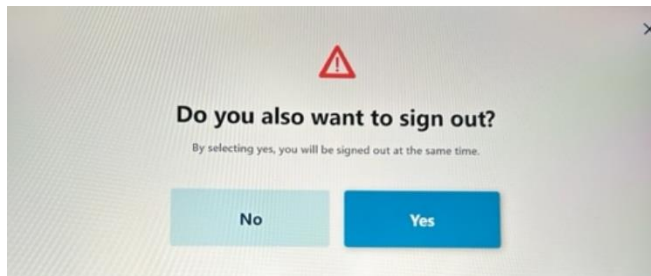 Do you also want to sign out?
By selecting yes, you will be signed out at the same time.
No
Yes